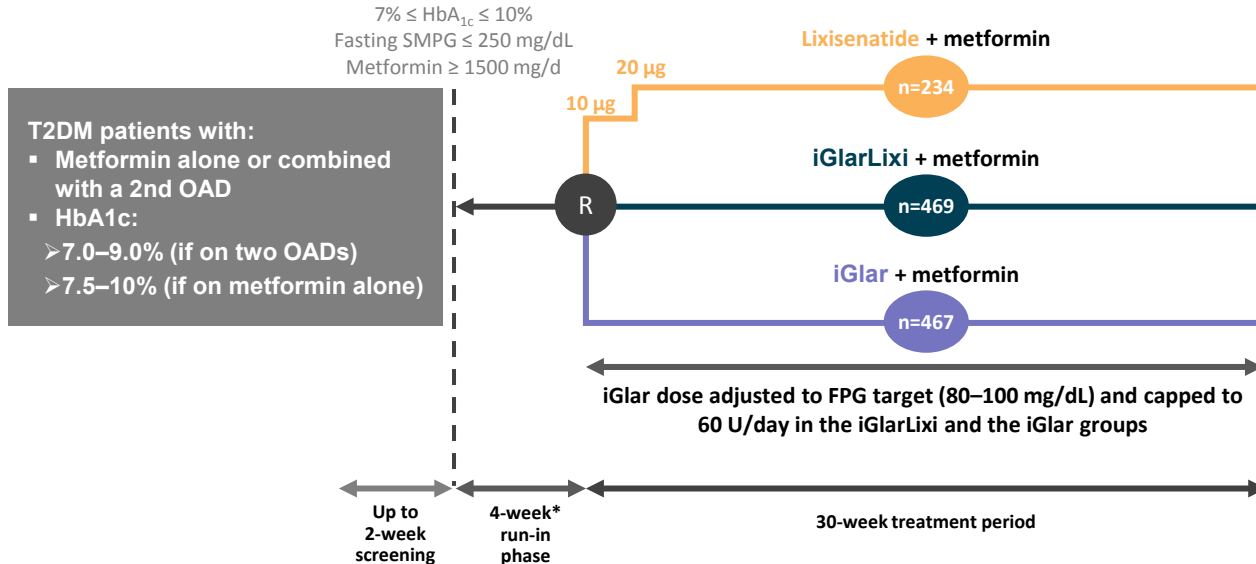 7% ≤ HbA1c ≤ 10%
Fasting SMPG ≤ 250 mg/dL
Metformin ≥ 1500 mg/d
T2DM patients with:
▪ Metformin alone or combined
with a 2nd OAD
▪ HbA1c:
➢7.0–9.0% (if on two OADs)
➢7.5–10% (if on metformin alone)
Lixisenatide + metformin
20 µg
10 µg
n=234
iGlarLixi + metformin
R
n=469
iGlar + metformin
n=467
iGlar dose adjusted to FPG target (80–100 mg/dL) and capped to
60 U/day in the iGlarLixi and the iGlar groups
Up to
2-week
screening
4-week*
run-in
phase
30-week treatment period